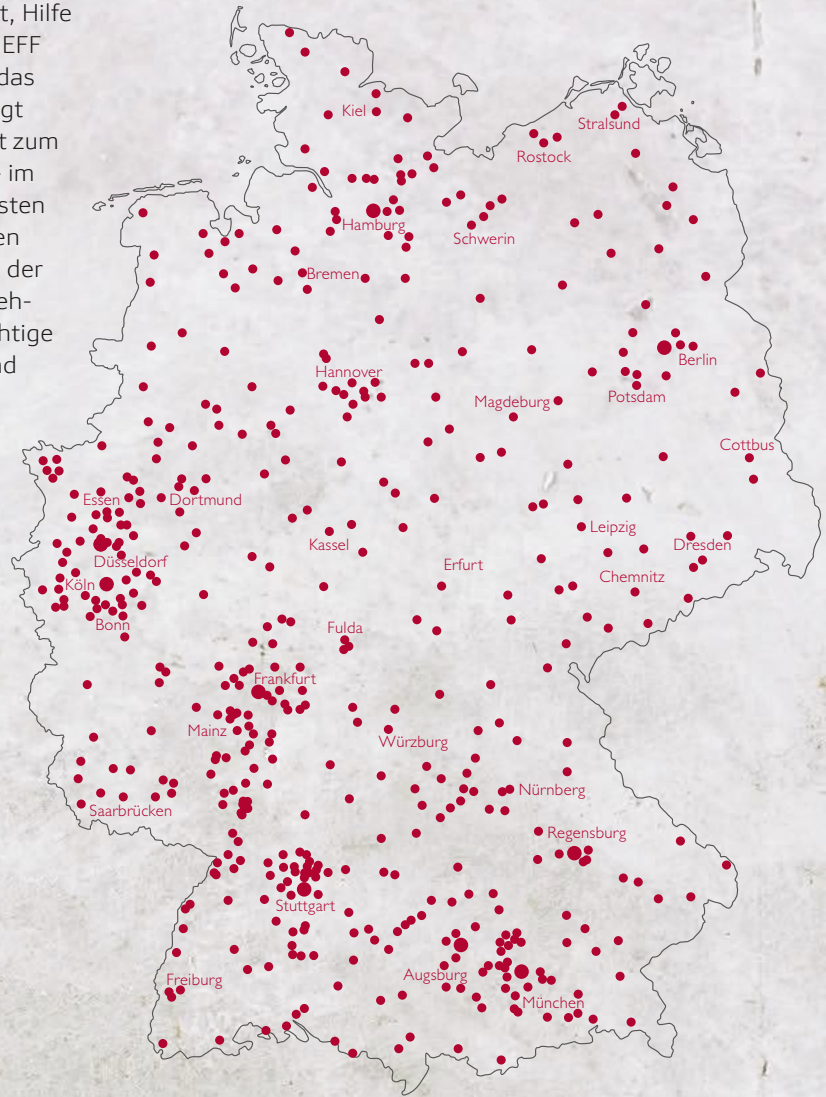 t, Hilfe
EFF
das
gt
t zum
im
sten
en
der
eh-
htige
nd
Kiel
Stralsund
Rostock
Hamburg
Schwerin
Bremen
Hannover
Berlin
Potsdam
Magdeburg
Cottbus
Essen
Dortmund
Leipzig
Düsseldorf
Kassel
Dresden
Erfurt
Köln
Chemnitz
Bonn
Fulda
Frankfurt
Mainz
Würzburg
Nürnberg
Saarbrücken
Regensburg
Stuttgart
Augsburg
Freiburg
München